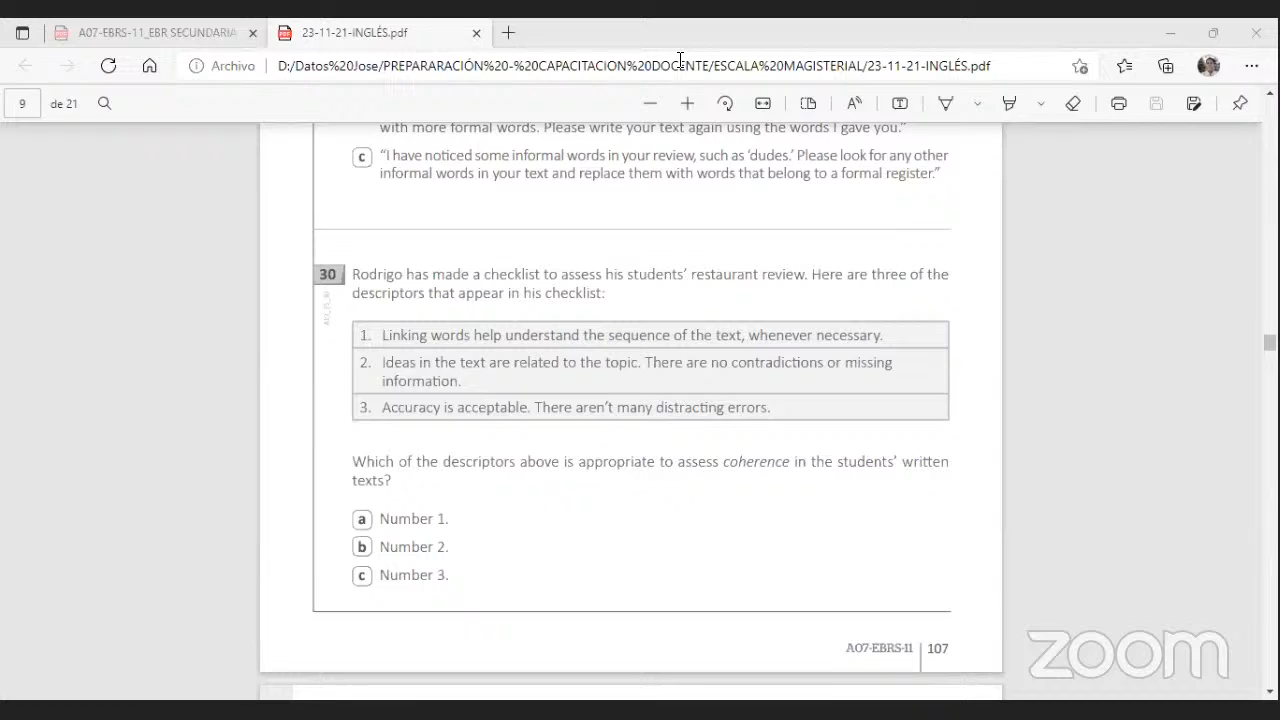 A07-EBRS-11_EBR SECUNDARIA
23-11-21-INGLÉS.pdf
Archivo
D:/Datos%20Jose/PREPARARACIÓN%20-%20CAPACITACION%20DOCENTE/ESCALA%20MAGISTERIAL/23-11-21-INGLÉS.pdf
9 de 21
with more formal words. Please write your text again using the words I gave you.”
c “I have noticed some informal words in your review, such as ‘dudes.’ Please look for any other
informal words in your text and replace them with words that belong to a formal register.”
30 Rodrigo has made a checklist to assess his students’ restaurant review. Here are three of the
descriptors that appear in his checklist:
1. Linking words help understand the sequence of the text, whenever necessary.
2. Ideas in the text are related to the topic. There are no contradictions or missing
information.
3. Accuracy is acceptable. There aren’t many distracting errors.
Which of the descriptors above is appropriate to assess coherence in the students’ written
texts?
a Number 1.
b Number 2.
c Number 3.
A07-EBRS-11 107
zoom